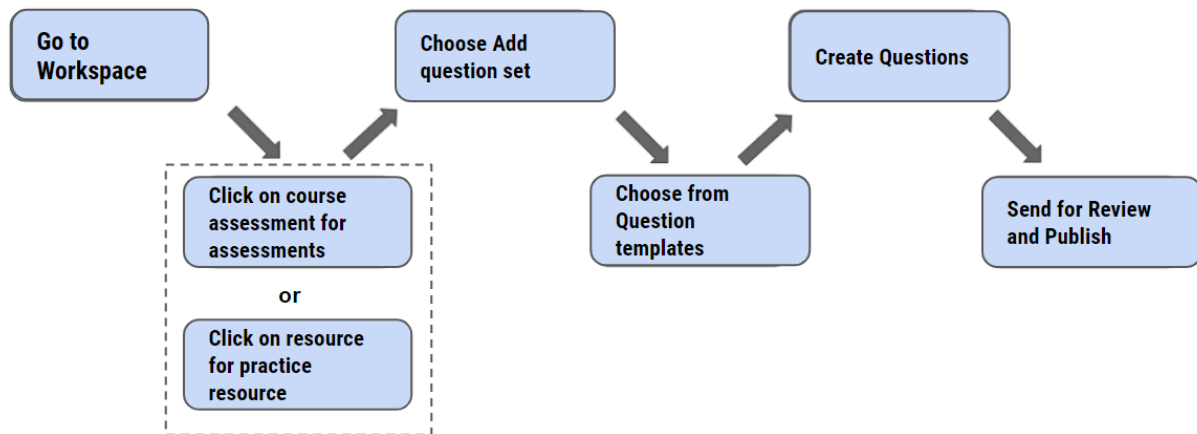 Go to
Workspace
Click on course
assessment for
assessments
or
Click on resource
for practice
resource
Choose Add
question set
Choose from
Question
templates
Create Questions
Send for Review
and Publish